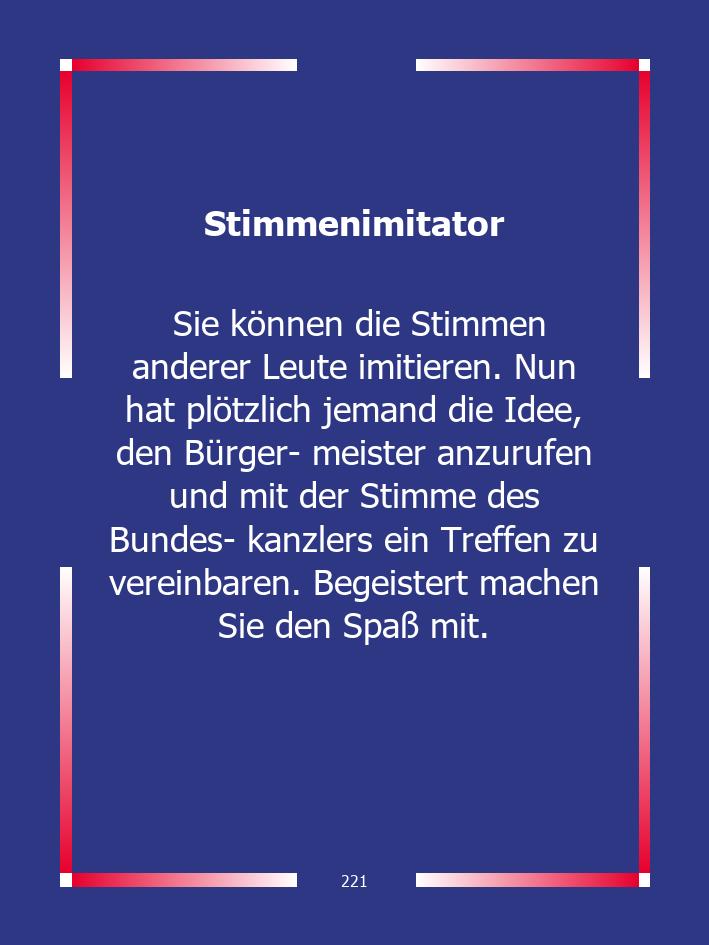 Stimmenimitator
Sie können die Stimmen
anderer Leute imitieren. Nun
hat plötzlich jemand die Idee,
den Bürger- meister anzurufen
und mit der Stimme des
Bundes- kanzlers ein Treffen zu
vereinbaren. Begeistert machen
Sie den Spaß mit.
221